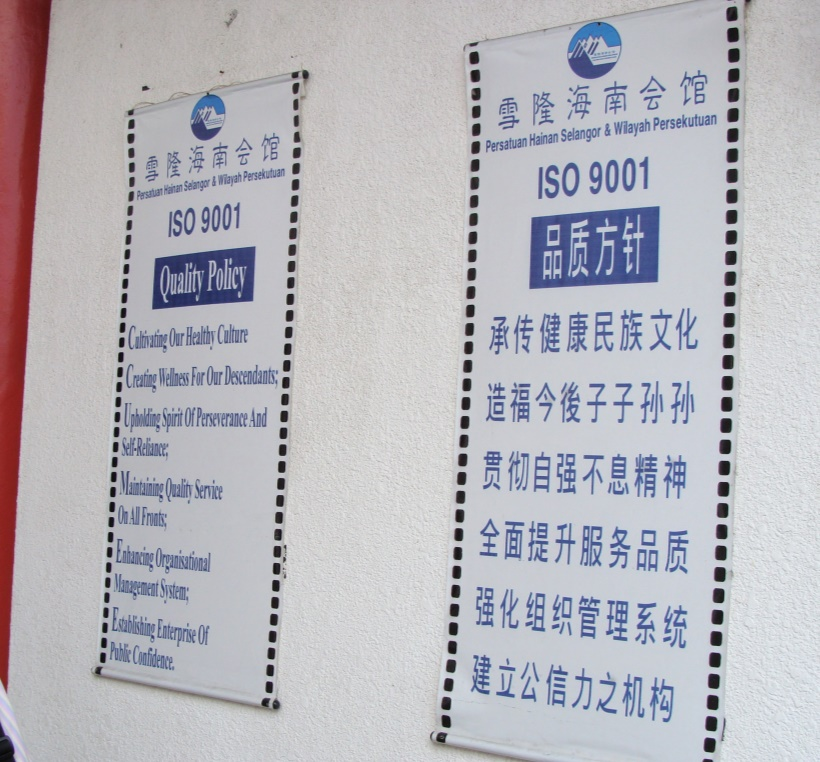 雪隆海南会馆
Persatuan Hainan Selangor & Wilayah Persekutuan
ISO 9001
Quality Policy
Cultivating Our Healthy Culture
Creating Wellness For Our Descendants;
Upholding Spirit Of Perseverance And
Self-Reliance;
Maintaining Quality Service
On All Fronts;
Enhancing Organisational
Management System;
Establishing Enterprise Of
Public Confidence.
雪隆海南会馆
Persatuan Hainan Selangor & Wilayah Persekutuan
ISO 9001
品质方针
承传健康民族文化
造福今後子子孙孙
贯彻自强不息精神
全面提升服务品质
强化组织管理系统
建立公信力之机构